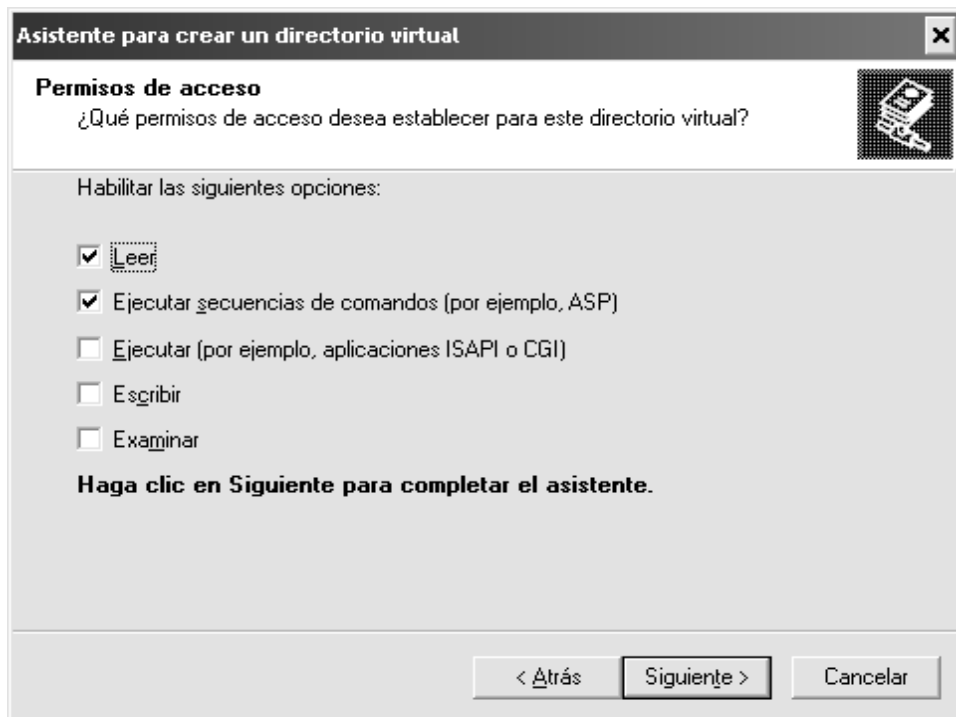 Asistente para crear un directorio virtual
Permisos de acceso
¿Qué permisos de acceso desea establecer para este directorio virtual?
Habilitar las siguientes opciones:
Leer
Ejecutar secuencias de comandos (por ejemplo, ASP)
Ejecutar (por ejemplo, aplicaciones ISAPI o CGI)
Escribir
Examinar
Haga clic en Siguiente para completar el asistente.
< Atrás Siguiente > Cancelar